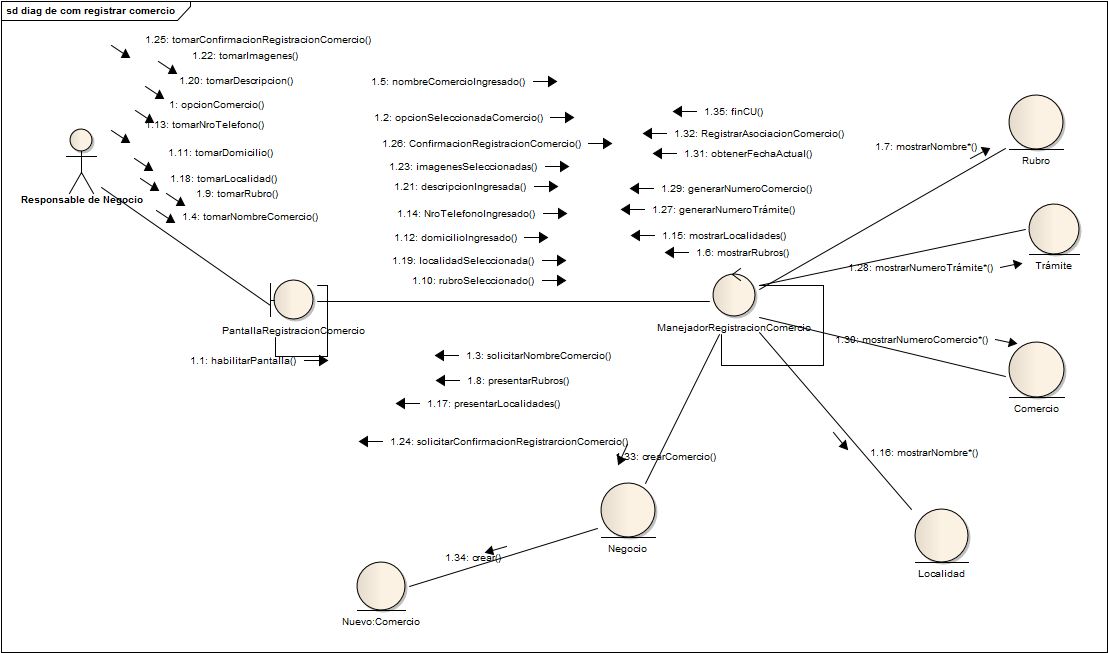 sd diag de com registrar comercio
1.25: tomarConfirmacionRegistracionComercio()
1.22: tomarImagenes()
1.20: tomarDescripcion()
1: opcionComercio()
1.13: tomarNroTelefono()
1.11: tomarDomicilio()
1.18: tomarLocalidad()
1.9: tomarRubro()
1.4: tomarNombreComercio()
Responsable de Negocio
1.5: nombreComercioIngresado()
1.2: opcionSeleccionadaComercio()
1.26: ConfirmacionRegistracionComercio()
1.23: imagenesSeleccionadas()
1.21: descripcionIngresada()
1.14: NroTelefonoIngresado()
1.12: domicilioIngresado()
1.19: localidadSeleccionada()
1.10: rubroSeleccionado()
1.35: finCU()
1.32: RegistrarAsociacionComercio()
1.31: obtenerFechaActual()
1.29: generarNumeroComercio()
1.27: generarNumeroTrámite()
1.15: mostrarLocalidades()
1.6: mostrarRubros()
1.7: mostrarNombre*()
Rubro
1.28: mostrarNumeroTrámite*()
Trámite
PantallaRegistracionComercio
ManejadorRegistracionComercio
1.1: habilitarPantalla()
1.30: mostrarNumeroComercio*()
Comercio
1.3: solicitarNombreComercio()
1.8: presentarRubros()
1.17: presentarLocalidades()
1.24: solicitarConfirmacionRegistrarcionComercio()
1.33: crearComercio()
1.16: mostrarNombre*()
Negocio
Localidad
1.34: crear()
Nuevo:Comercio